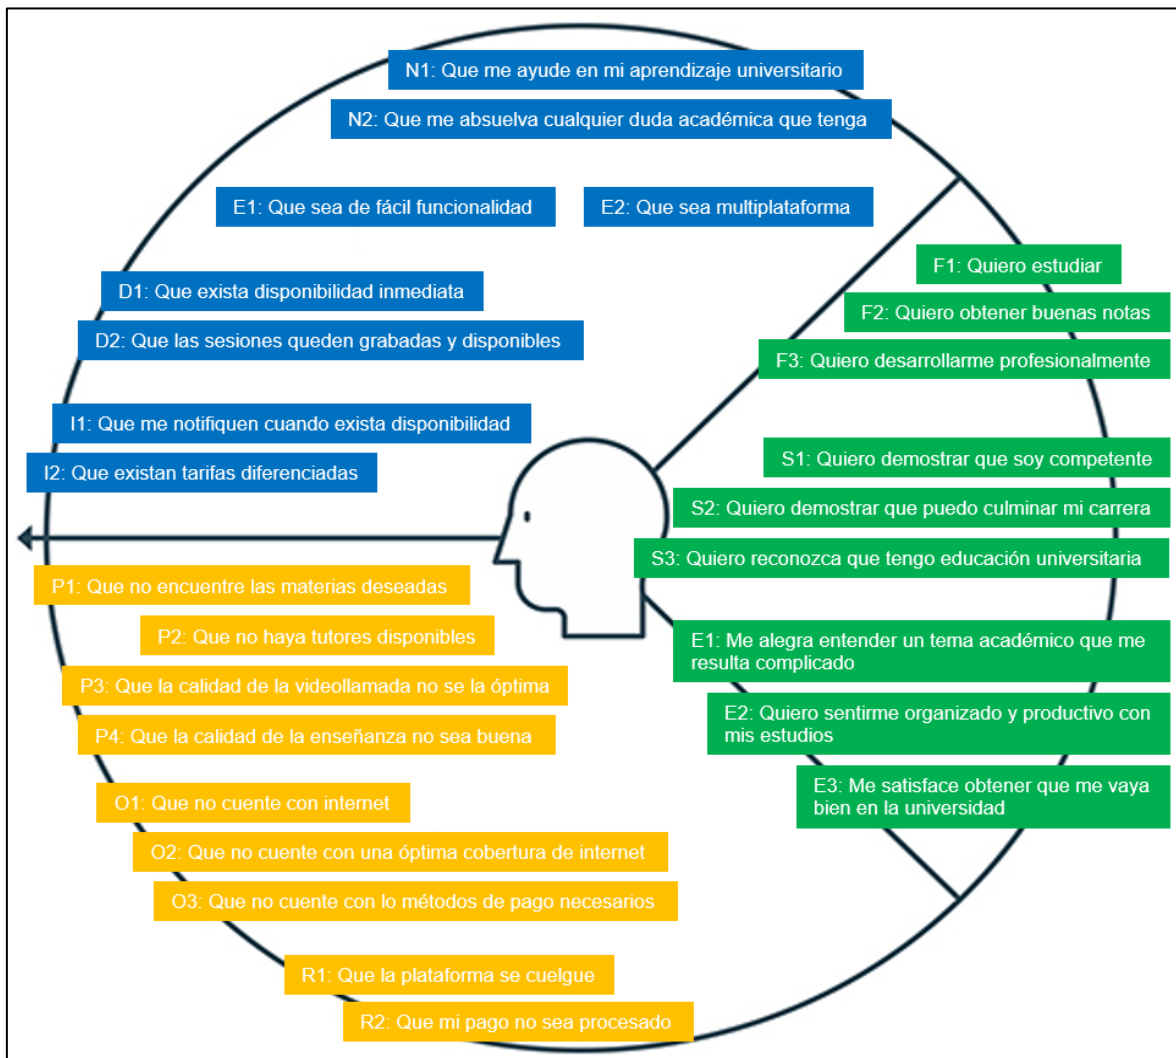 N1: Que me ayude en mi aprendizaje universitario
N2: Que me absuelva cualquier duda académica que tenga
E1: Que sea de fácil funcionalidad
E2: Que sea multiplataforma
D1: Que exista disponibilidad inmediata
D2: Que las sesiones queden grabadas y disponibles
I1: Que me notifiquen cuando exista disponibilidad
I2: Que existan tarifas diferenciadas
F1: Quiero estudiar
F2: Quiero obtener buenas notas
F3: Quiero desarrollarme profesionalmente
S1: Quiero demostrar que soy competente
S2: Quiero demostrar que puedo culminar mi carrera
S3: Quiero reconozca que tengo educación universitaria
E1: Me alegra entender un tema académico que me
resulta complicado
E2: Quiero sentirme organizado y productivo con
mis estudios
E3: Me satisface obtener que me vaya
bien en la universidad
P1: Que no encuentre las materias deseadas
P2: Que no haya tutores disponibles
P3: Que la calidad de la videollamada no se la óptima
P4: Que la calidad de la enseñanza no sea buena
O1: Que no cuente con internet
O2: Que no cuente con una óptima cobertura de internet
O3: Que no cuente con lo métodos de pago necesarios
R1: Que la plataforma se cuelgue
R2: Que mi pago no sea procesado